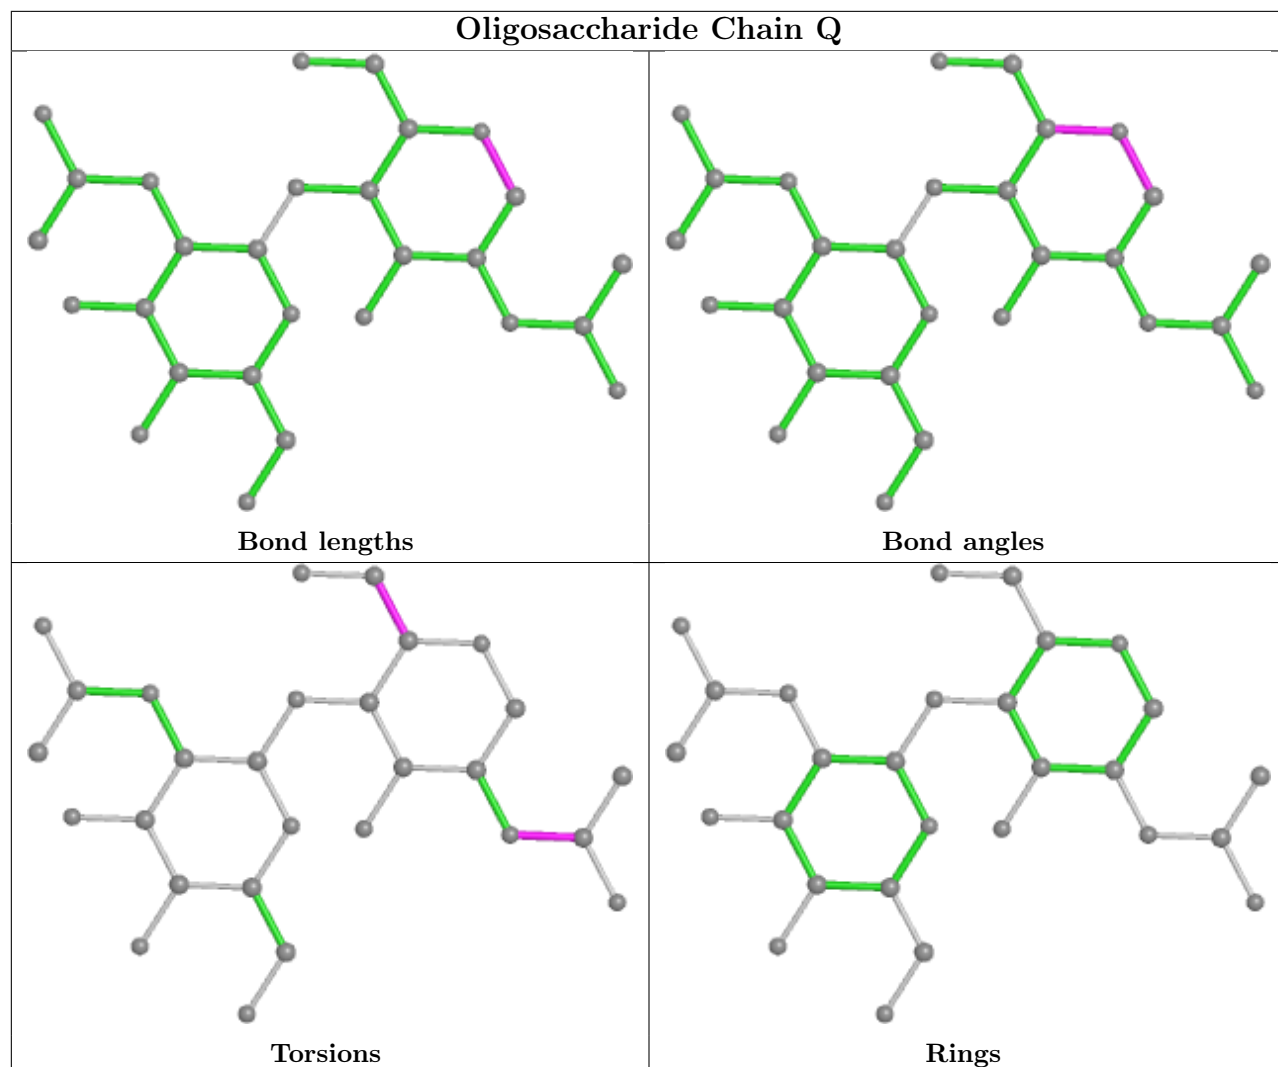 Oligosaccharide Chain Q
Bond lengths
Bond angles
Torsions
Rings